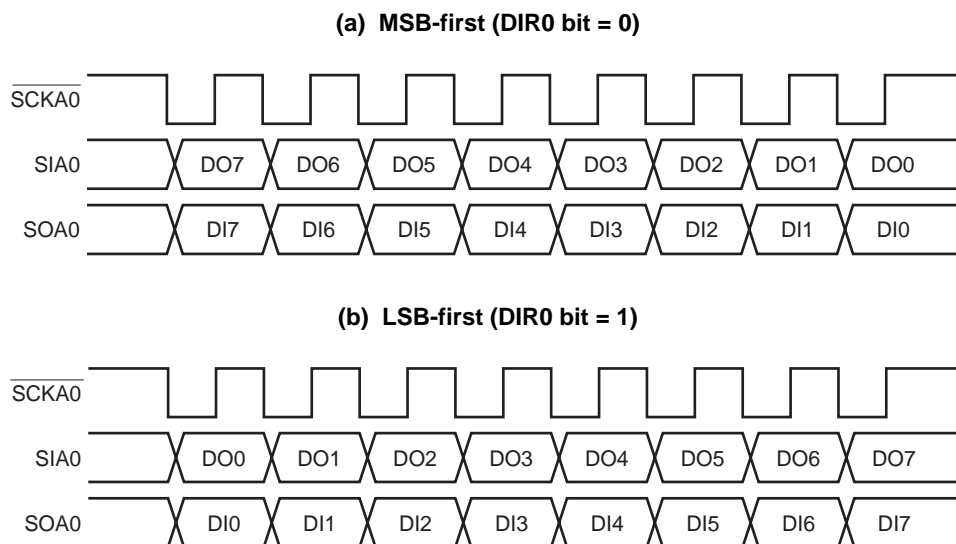 (a) MSB-first (DIR0 bit = 0)
SCKA0
SIA0 DO7 DO6 DO5 DO4 DO3 DO2 DO1 DO0
SOA0 DI7 DI6 DI5 DI4 DI3 DI2 DI1 DI0
(b) LSB-first (DIR0 bit = 1)
SCKA0
SIA0 DO0 DO1 DO2 DO3 DO4 DO5 DO6 DO7
SOA0 DI0 DI1 DI2 DI3 DI4 DI5 DI6 DI7